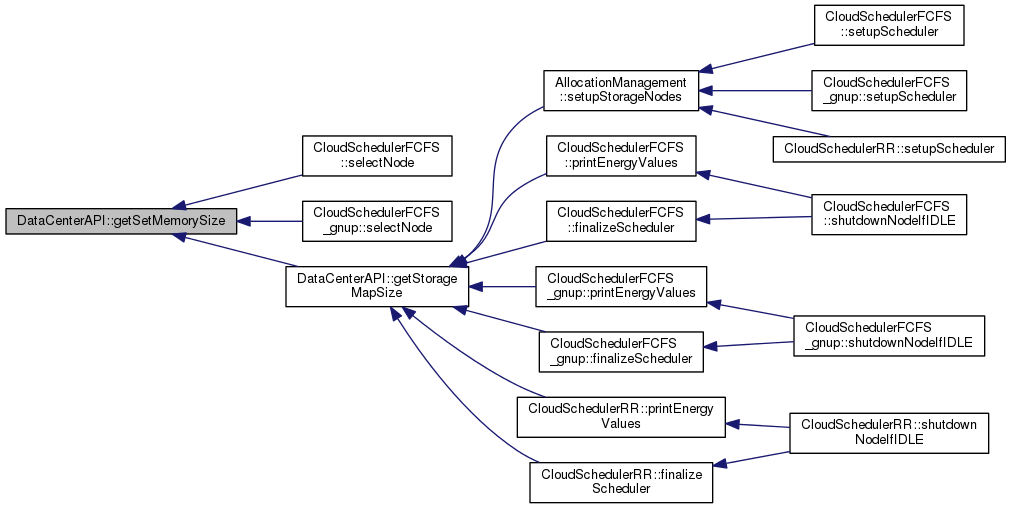 CloudSchedulerFCFS
::setupScheduler
AllocationManagement
::setupStorageNodes
CloudSchedulerFCFS
_gnup::setupScheduler
CloudSchedulerRR::setupScheduler
CloudSchedulerFCFS
::selectNode
CloudSchedulerFCFS
::printEnergyValues
DataCenterAPI::getSetMemorySize
CloudSchedulerFCFS
_gnup::selectNode
CloudSchedulerFCFS
::finalizeScheduler
CloudSchedulerFCFS
::shutdownNodeIfIDLE
DataCenterAPI::getStorage
MapSize
CloudSchedulerFCFS
_gnup::printEnergyValues
CloudSchedulerFCFS
_gnup::finalizeScheduler
CloudSchedulerFCFS
_gnup::shutdownNodeIfIDLE
CloudSchedulerRR::printEnergy
Values
CloudSchedulerRR::shutdown
NodeIfIDLE
CloudSchedulerRR::finalize
Scheduler